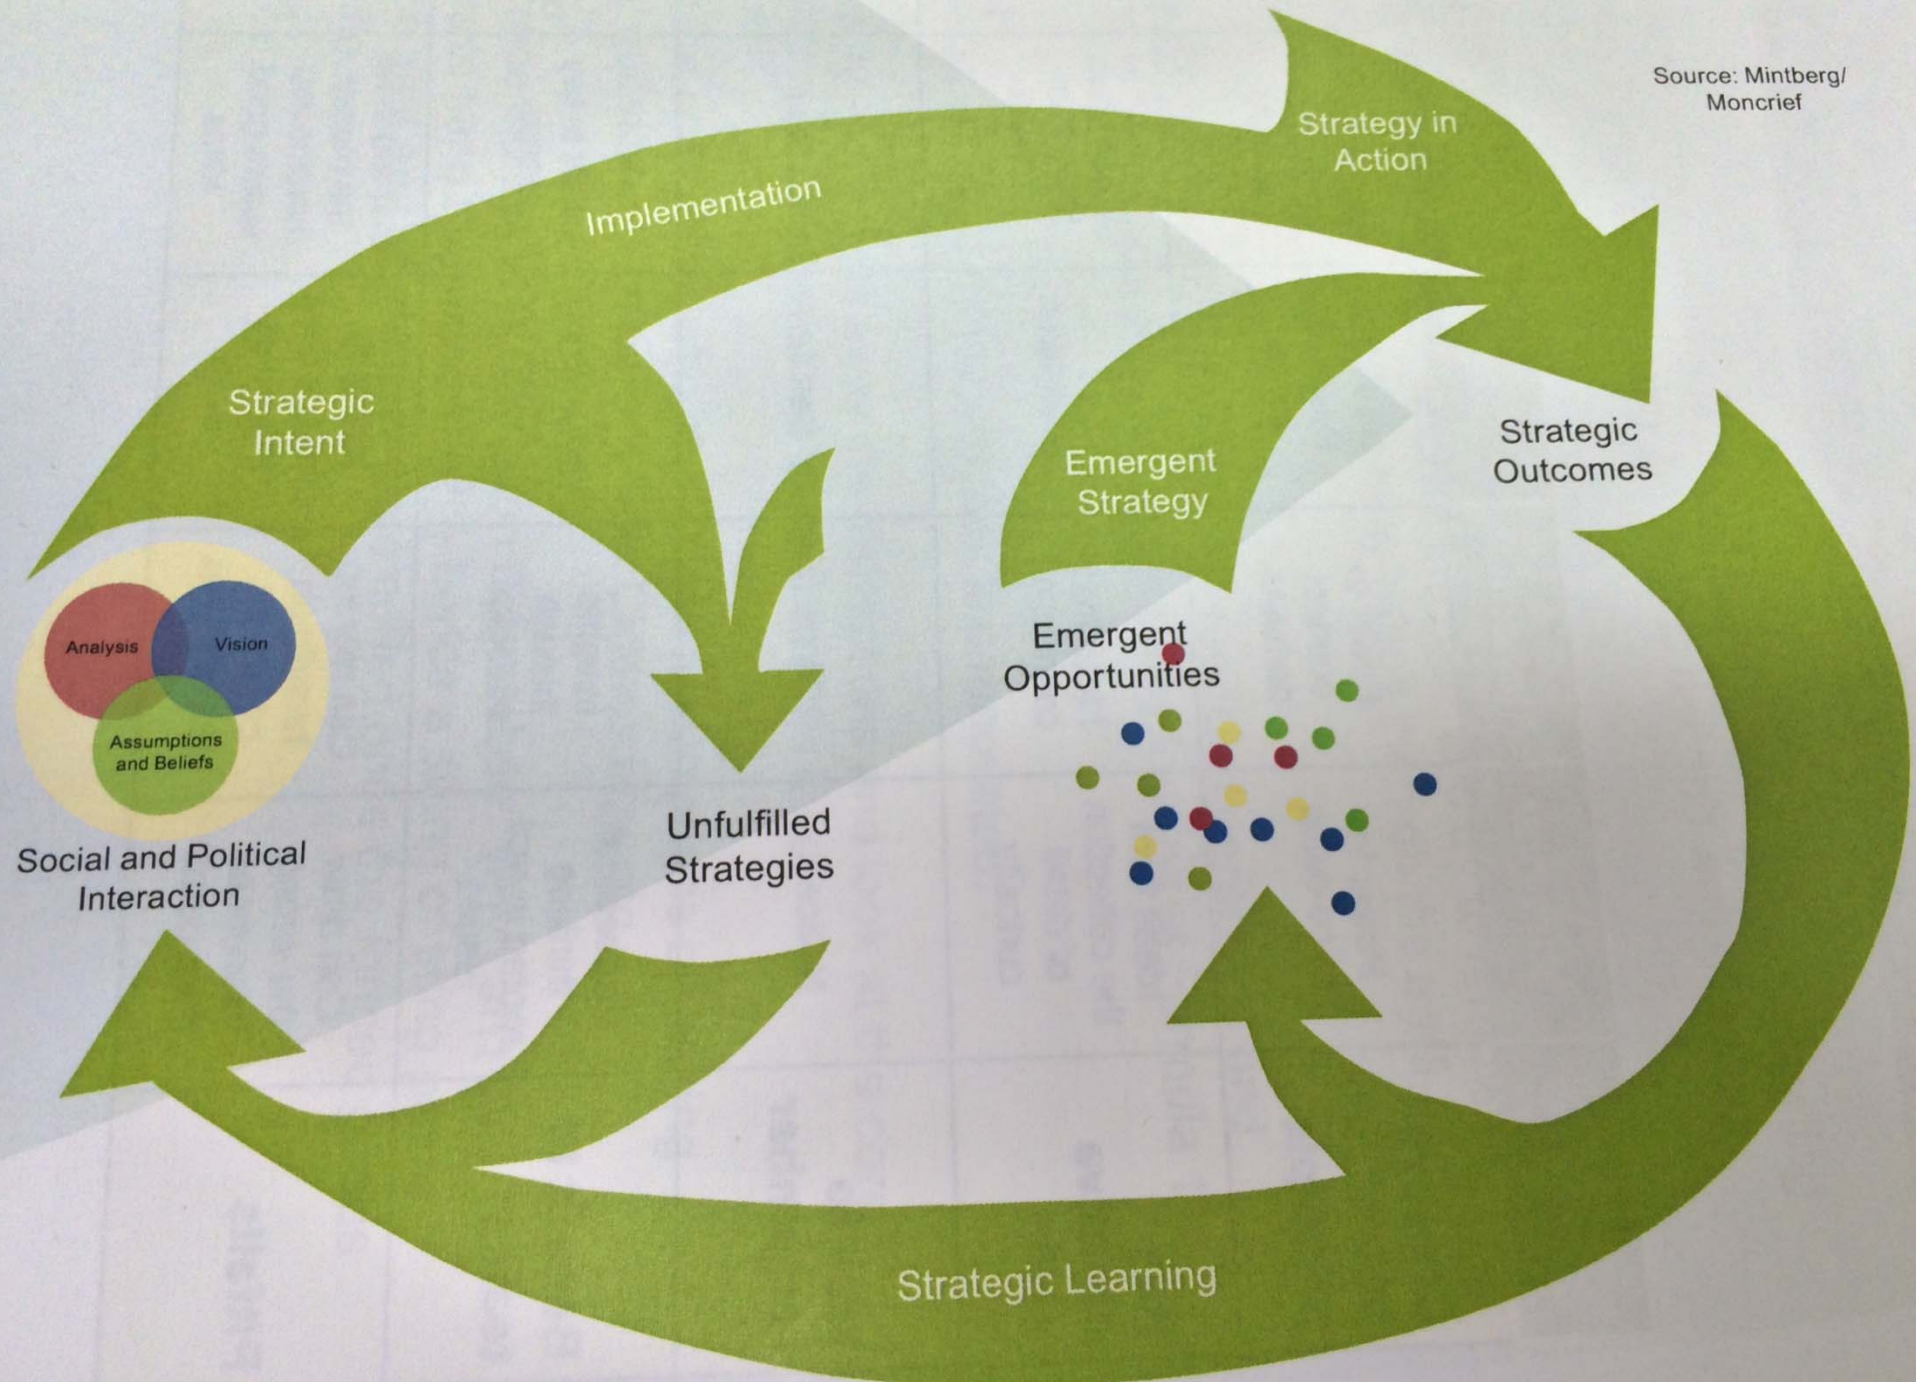 Source: Mintberg/
Moncrief
Strategy in
Action
Implementation
Strategic
Intent
Emergent
Strategy
Strategic
Outcomes
Analysis
Vision
Assumptions
and Beliefs
Social and Political
Interaction
Emergent
Opportunities
Unfulfilled
Strategies
Strategic Learning